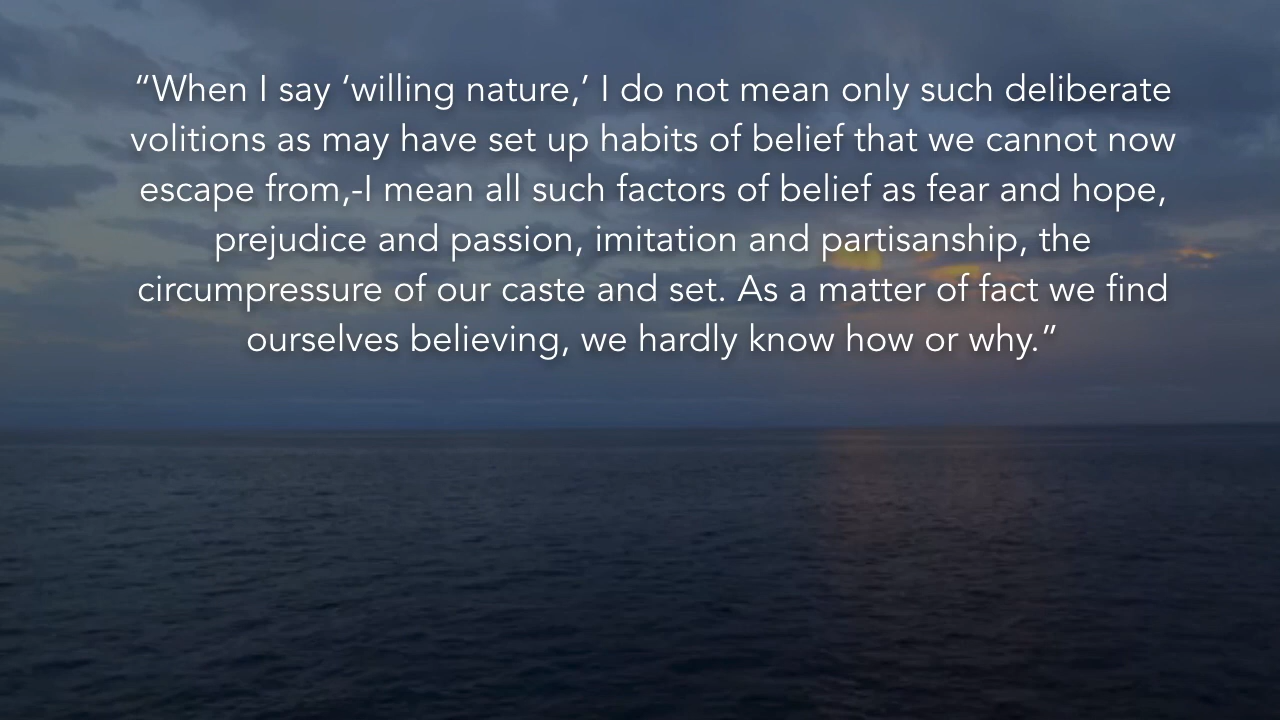 “When I say ‘willing nature,’ I do not mean only such deliberate
volitions as may have set up habits of belief that we cannot now
escape from,-I mean all such factors of belief as fear and hope,
prejudice and passion, imitation and partisanship, the
circumpressure of our caste and set. As a matter of fact we find
ourselves believing, we hardly know how or why.”